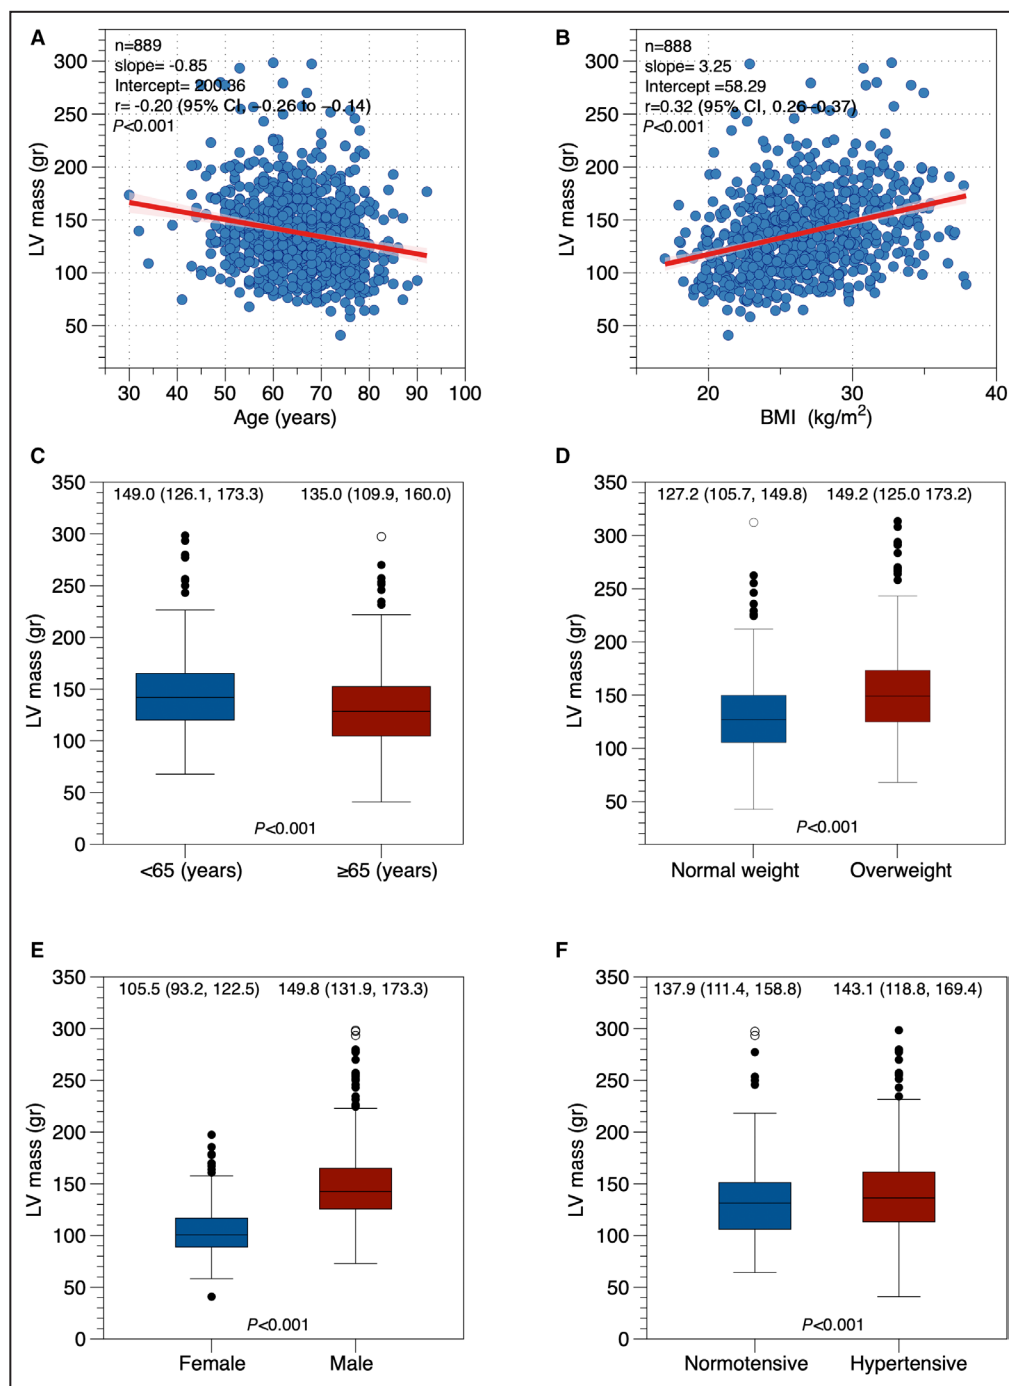 A
n=889
slope= -0.85
Intercept= 200.36
r= -0.20 (95% CI, −0.26 to −0.14)
P<0.001
LV mass (gr)
300
250
200
150
100
50
30 40 50 60 70 80 90 100
Age (years)
B
n=888
slope= 3.25
Intercept =58.29
r=0.32 (95% CI, 0.26–0.37)
P<0.001
LV mass (gr)
300
250
200
150
100
50
20 30 40
BMI (kg/m²)
C
149.0 (126.1, 173.3) 135.0 (109.9, 160.0)
LV mass (gr)
350
300
250
200
150
100
50
0
P<0.001
<65 (years) ≥65 (years)
D
127.2 (105.7, 149.8) 149.2 (125.0 173.2)
LV mass (gr)
350
300
250
200
150
100
50
P<0.001
Normal weight Overweight
E
105.5 (93.2, 122.5) 149.8 (131.9, 173.3)
LV mass (gr)
350
300
250
200
150
100
50
0
P<0.001
Female Male
F
137.9 (111.4, 158.8) 143.1 (118.8, 169.4)
LV mass (gr)
350
300
250
200
150
100
50
0
P<0.001
Normotensive Hypertensive